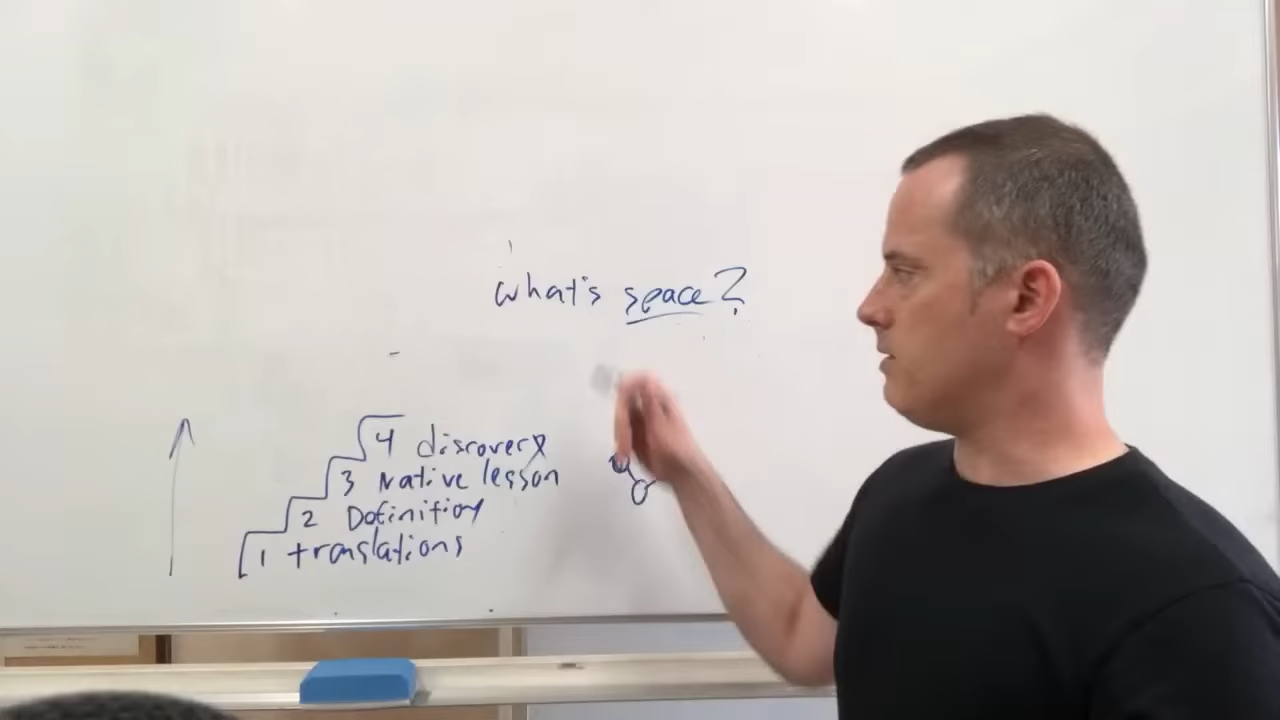 what's space?
4 discovery
3 Native lesson
2 Definition
1 translations